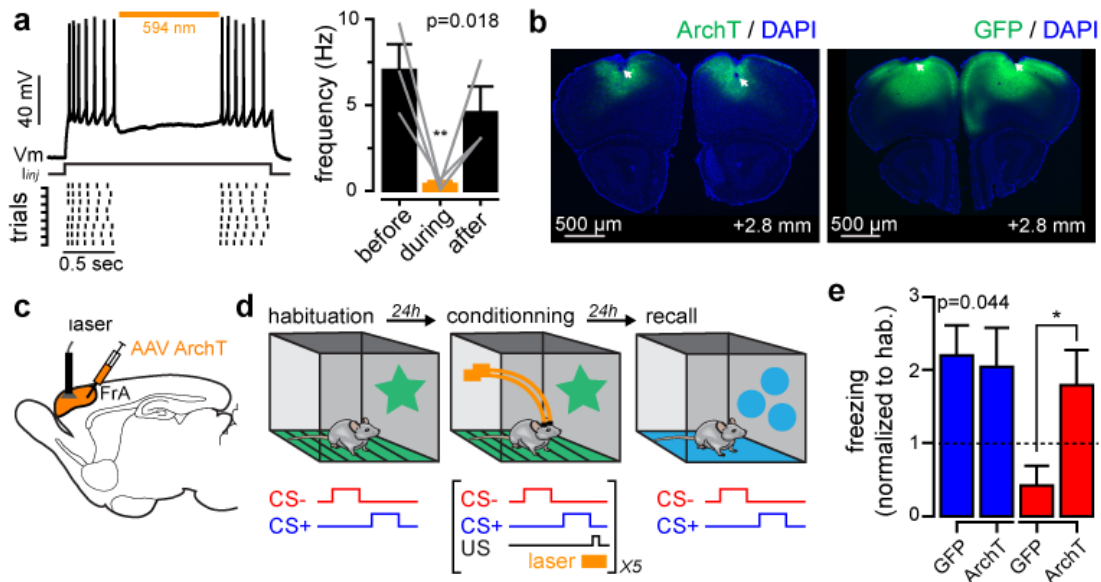 a
594 nm
40 mV
Vm
Iinj
trials
0.5 sec
p=0.018
frequency (Hz)
10
5
0
**
before
during
after
b
ArchT / DAPI
500 µm
+2.8 mm
GFP / DAPI
500 µm
+2.8 mm
c
laser
AAV ArchT
FrA
d
habituation 24h conditionning 24h recall
CS-
CS+
CS-
CS+
US
laser
X5
CS-
CS+
e
p=0.044
*
freezing
(normalized to hab.)
3
2
1
0
GFP
ArchT
GFP
ArchT